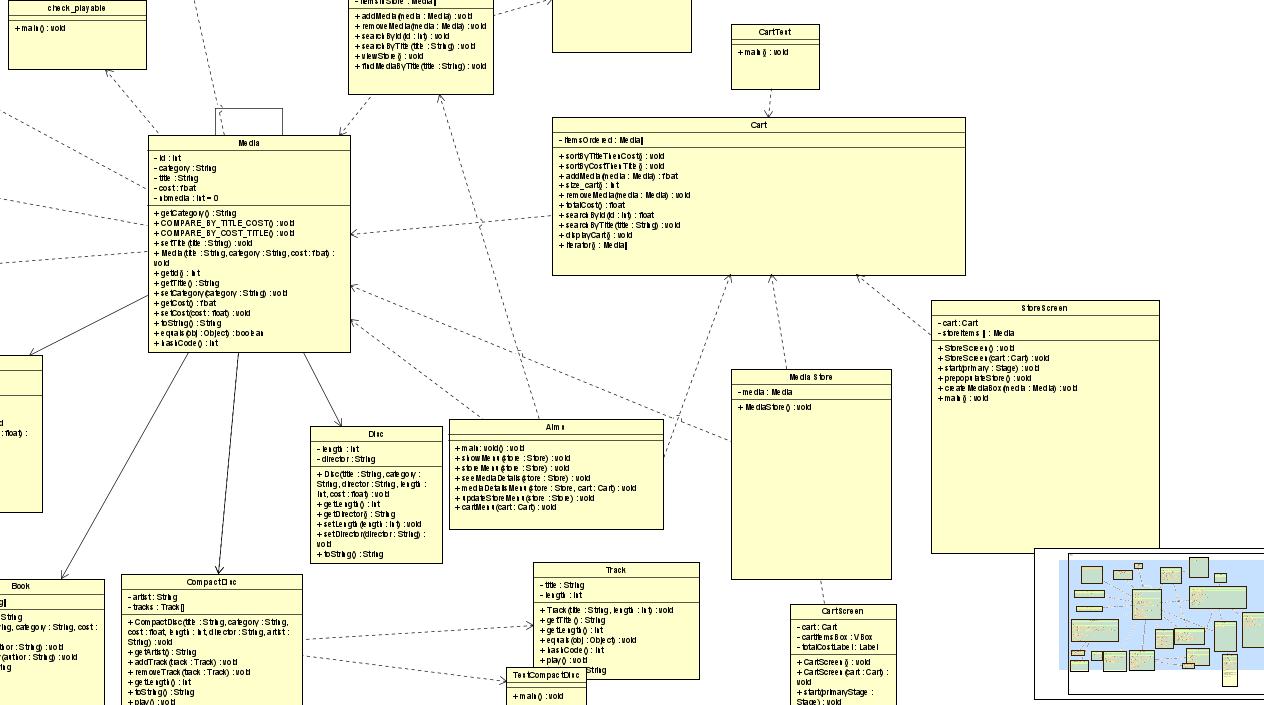 check_playable
+ main() : void
+ addMedia(media : Media) : void
+ removeMedia(media : Media) : void
+ searchById(id : int) : void
+ searchByTitle(title : String) : void
+ viewStore() : void
+ findMediaByTitle(title : String) : void
CartTest
+ main() : void
Cart
- itemsOrdered : Media[]
+ sortByTitleThenCost() : void
+ sortByCostThenTitle() : void
+ addMedia(media : Media) : float
+ size_cart() : int
+ removeMedia(media : Media) : void
+ totalCost() : float
+ searchById(id : int) : float
+ searchByTitle(title : String) : void
+ displayCart() : void
+ iterator() : Media[]
Media
- id : int
- category : String
- title : String
- cost : float
- nbmedia : int = 0
+ getCategory() : String
+ COMPARE_BY_TITLE_COST() : void
+ COMPARE_BY_COST_TITLE() : void
+ setTitle(title : String) : void
+ Media(title : String, category : String, cost : float) :
void
+ getId() : int
+ getTitle() : String
+ setCategory(category : String) : void
+ getCost() : float
+ setCost(cost : float) : void
+ toString() : String
+ equals(obj : Object) : boolean
+ hashCode() : int
StoreScreen
- cart : Cart
- storeItems [] : Media
+ StoreScreen() : void
+ StoreScreen(cart : Cart) : void
+ start(primary : Stage) : void
+ prepopulateStore() : void
+ createMediaBox(media : Media) : void
+ main() : void
Media Store
- media : Media
+ MediaStore() : void
: float) :
Disc
- length : int
- director : String
+ Disc(title : String, category :
String, director : String, length :
int, cost : float) : void
+ getLength() : int
+ getDirector() : String
+ setLength(length : int) : void
+ setDirector(director : String) :
void
+ toString() : String
+ main : void() : void
+ showMenu(store : Store) : void
+ storeMenu(store : Store) : void
+ seeMediaDetails(store : Store) : void
+ mediaDetailsMenu(store : Store, cart : Cart) : void
+ updateStoreMenu(store : Store) : void
+ cartMenu(cart : Cart) : void
Book
String
category : String, cost :
String) : void
(author : String) : void
CompactDisc
- artist : String
- tracks : Track[]
+ CompactDisc(title : String, category : String,
cost : float, length : int, director : String, artist :
String) : void
+ getArtist() : String
+ addTrack(track : Track) : void
+ removeTrack(track : Track) : void
+ getLength() : int
+ toString() : String
+ play() : void
Track
- title : String
- length : int
+ Track(title : String, length : int) : void
+ getTitle() : String
+ getLength() : int
+ equals(obj : Object) : void
+ hashCode() : int
+ play() : void
: String
TestCompactDisc
+ main() : void
CartScreen
- cart : Cart
- cartItemsBox : VBox
- totalCostLabel : Label
+ CartScreen() : void
+ CartScreen(cart : Cart) :
void
+ start(primaryStage :
Stage) : void